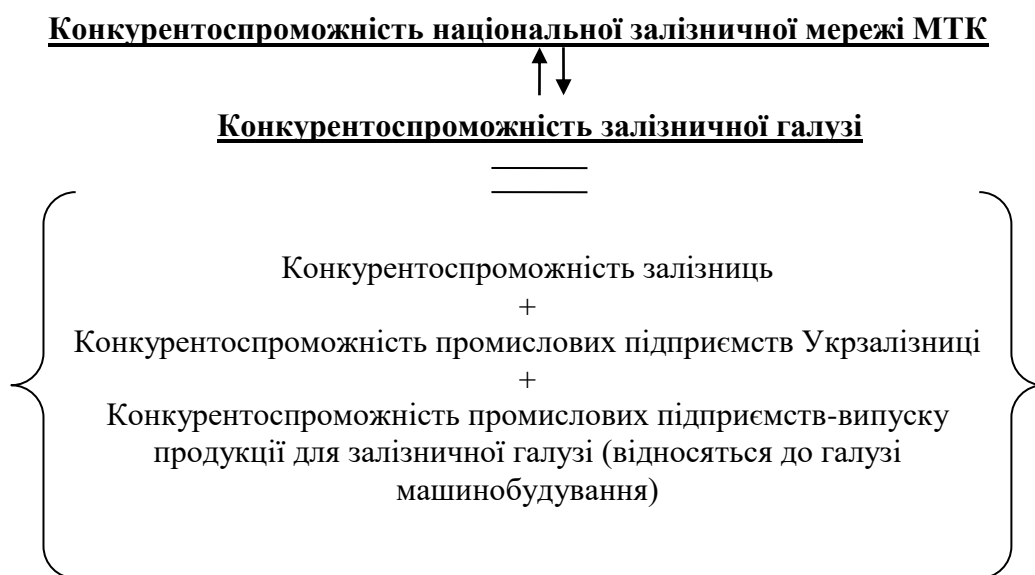 Конкурентоспроможність національної залізничної мережі МТК
Конкурентоспроможність залізничної галузі
Конкурентоспроможність залізниць
+
Конкурентоспроможність промислових підприємств Укрзалізниці
+
Конкурентоспроможність промислових підприємств-випуску
продукції для залізничної галузі (відносяться до галузі
машинобудування)